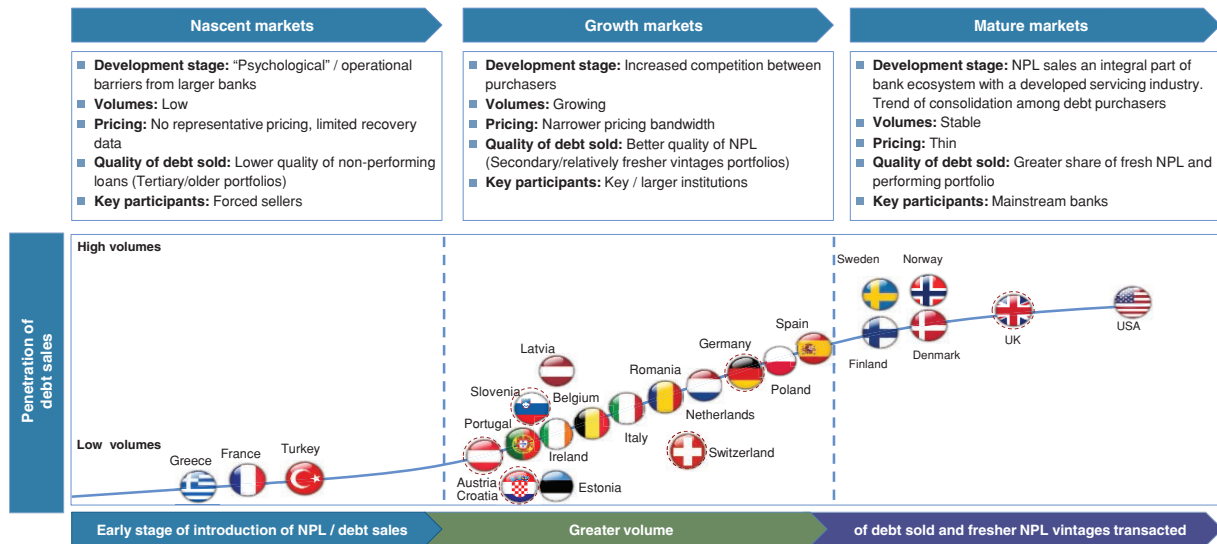 Nascent markets
Development stage: “Psychological” / operational
barriers from larger banks
Volumes: Low
Pricing: No representative pricing, limited recovery
data
Quality of debt sold: Lower quality of non-performing
loans (Tertiary/older portfolios)
Key participants: Forced sellers
Growth markets
Development stage: Increased competition between
purchasers
Volumes: Growing
Pricing: Narrower pricing bandwidth
Quality of debt sold: Better quality of NPL
(Secondary/relatively fresher vintages portfolios)
Key participants: Key / larger institutions
Mature markets
Development stage: NPL sales an integral part of
bank ecosystem with a developed servicing industry.
Trend of consolidation among debt purchasers
Volumes: Stable
Pricing: Thin
Quality of debt sold: Greater share of fresh NPL and
performing portfolio
Key participants: Mainstream banks
Penetration of
debt sales
High volumes
Low volumes
Greece
France
Turkey
Latvia
Slovenia
Belgium
Portugal
Ireland
Austria
Croatia
Estonia
Italy
Romania
Netherlands
Switzerland
Germany
Poland
Spain
Sweden
Norway
Finland
Denmark
UK
USA
Early stage of introduction of NPL / debt sales
Greater volume
of debt sold and fresher NPL vintages transacted